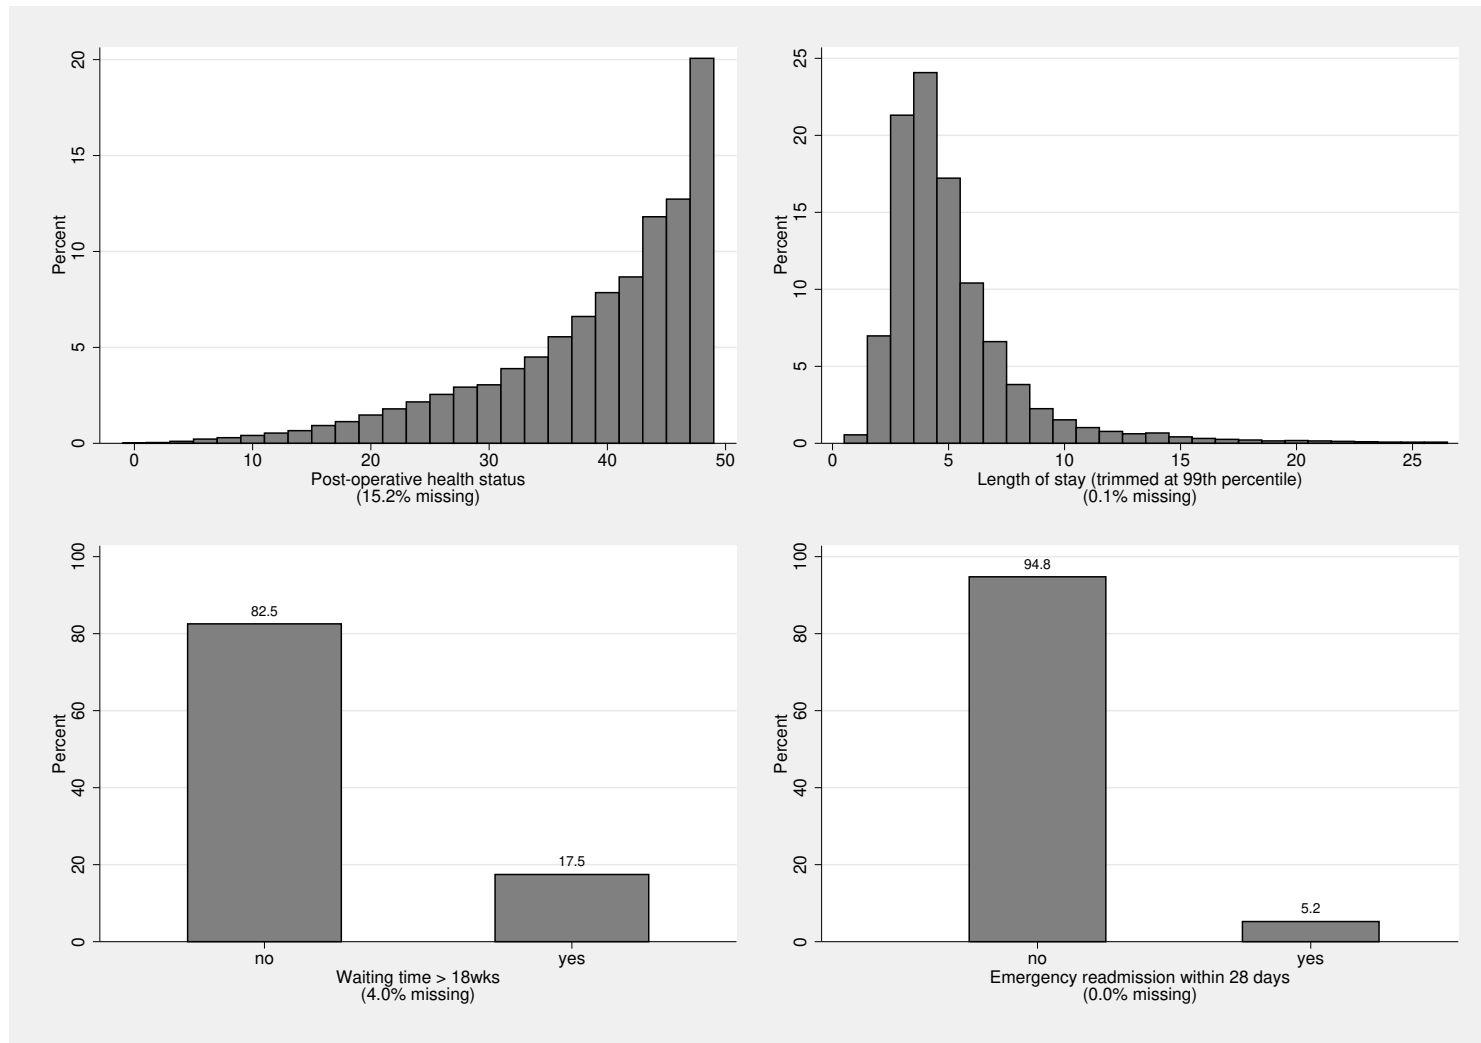 20
15
10
5
0
Percent
0 10 20 30 40 50
Post-operative health status
(15.2% missing)
25
20
15
10
5
0
Percent
0 5 10 15 20 25
Length of stay (trimmed at 99th percentile)
(0.1% missing)
100
80
60
40
20
0
Percent
82.5
17.5
no yes
Waiting time > 18wks
(4.0% missing)
100
80
60
40
20
0
Percent
94.8
5.2
no yes
Emergency readmission within 28 days
(0.0% missing)